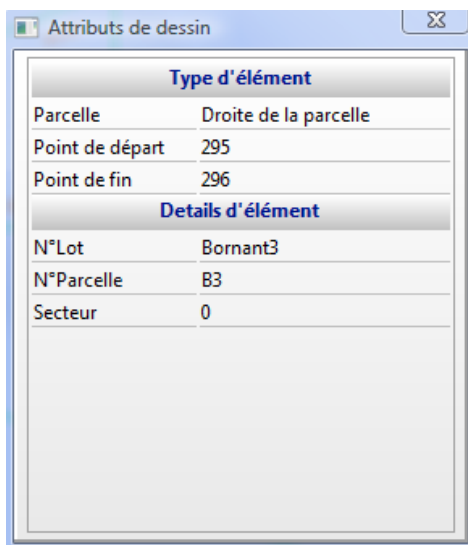 Attributs de dessin
Type d'élément
Parcelle Droite de la parcelle
Point de départ 295
Point de fin 296
Details d'élément
N°Lot Bornant3
N°Parcelle B3
Secteur 0